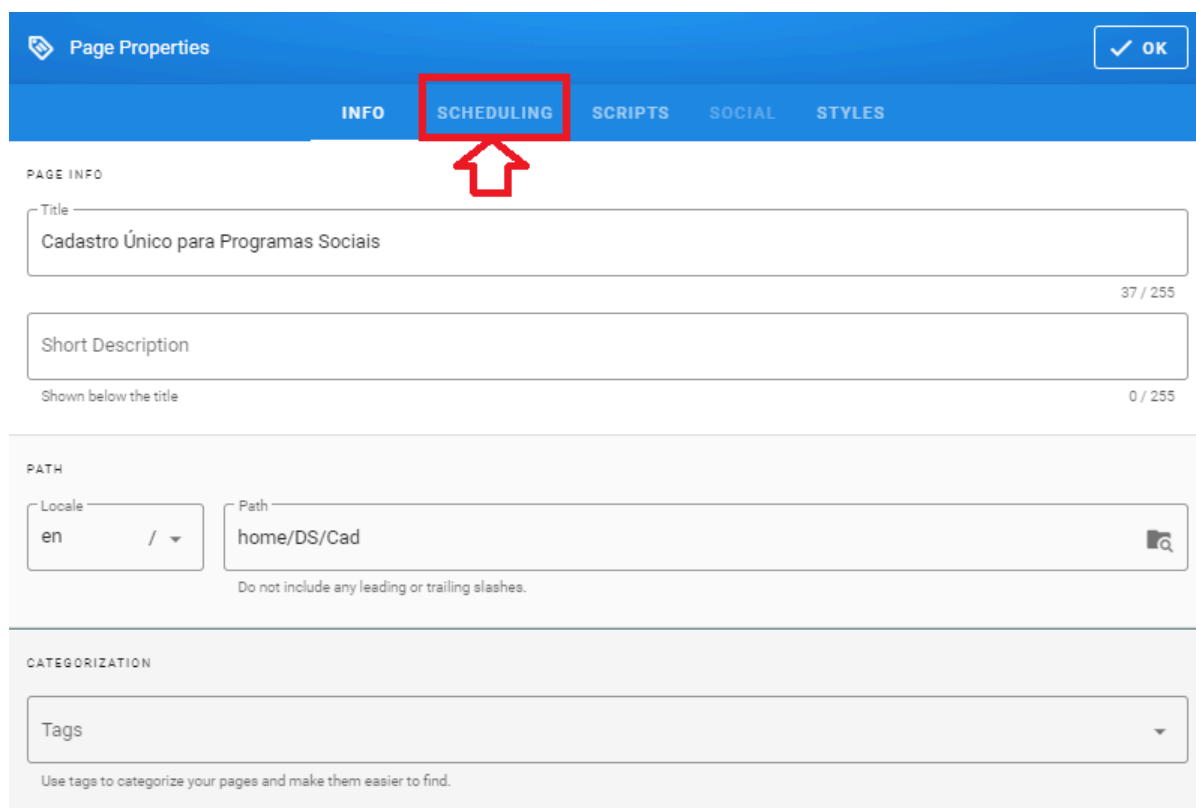 Page Properties
OK
INFO SCHEDULING SCRIPTS SOCIAL STYLES
PAGE INFO
Title
Cadastro Único para Programas Sociais
37 / 255
Short Description
Shown below the title 0 / 255
PATH
Locale Path
en / home/DS/Cad
Do not include any leading or trailing slashes.
CATEGORIZATION
Tags
Use tags to categorize your pages and make them easier to find.